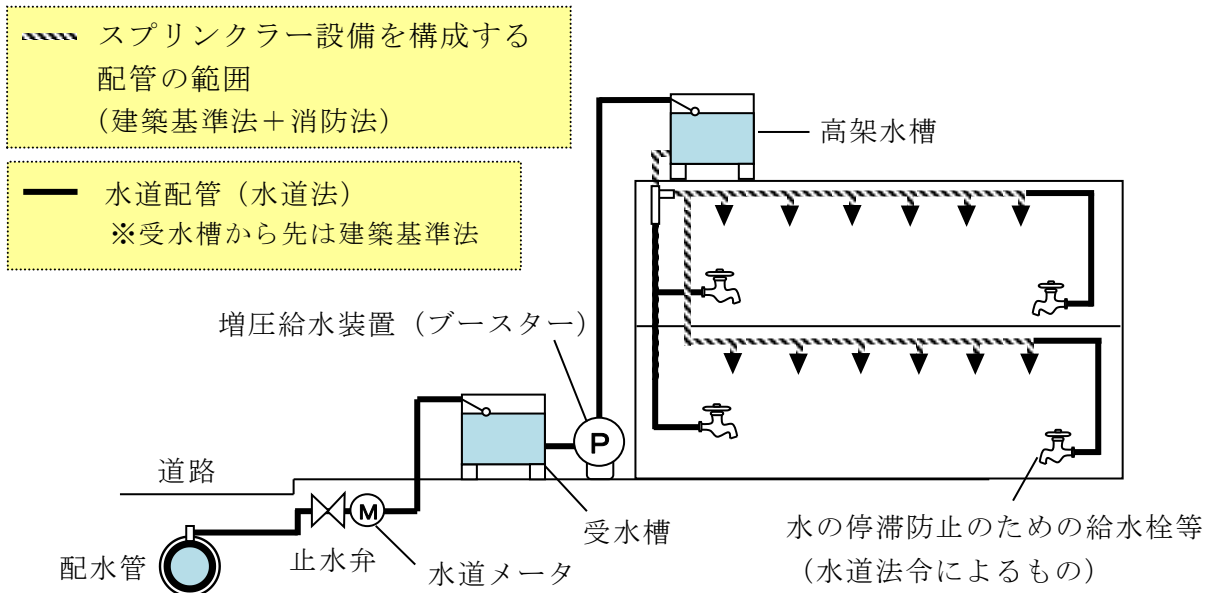 スプリンクラー設備を構成する
配管の範囲
(建築基準法+消防法)
水道配管(水道法)
※受水槽から先は建築基準法
高架水槽
増圧給水装置(ブースター)
P
道路
M
受水槽
水の停滞防止のための給水栓等
(水道法令によるもの)
配水管
止水弁
水道メータ